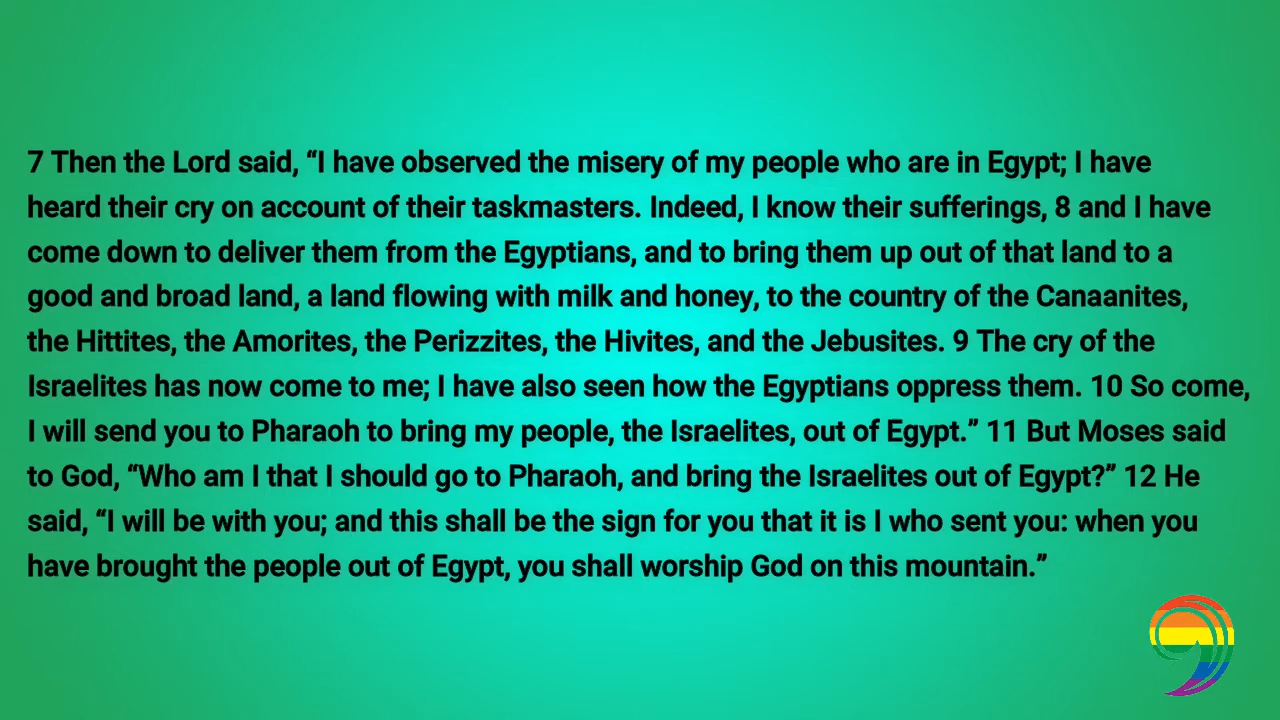 7 Then the Lord said, “I have observed the misery of my people who are in Egypt; I have
heard their cry on account of their taskmasters. Indeed, I know their sufferings, 8 and I have
come down to deliver them from the Egyptians, and to bring them up out of that land to a
good and broad land, a land flowing with milk and honey, to the country of the Canaanites,
the Hittites, the Amorites, the Perizzites, the Hivites, and the Jebusites. 9 The cry of the
Israelites has now come to me; I have also seen how the Egyptians oppress them. 10 So come,
I will send you to Pharaoh to bring my people, the Israelites, out of Egypt.” 11 But Moses said
to God, “Who am I that I should go to Pharaoh, and bring the Israelites out of Egypt?” 12 He
said, “I will be with you; and this shall be the sign for you that it is I who sent you: when you
have brought the people out of Egypt, you shall worship God on this mountain.”